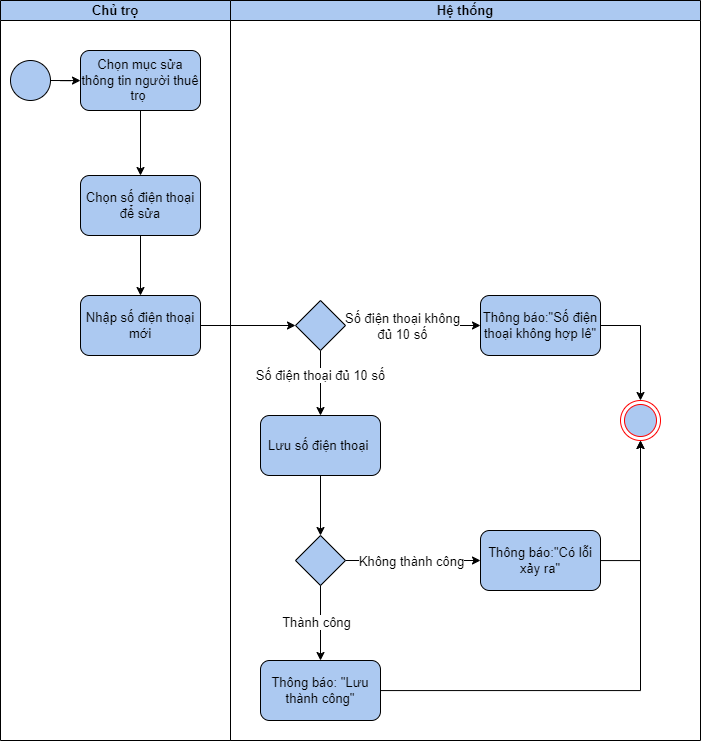 Chủ trọ
Hệ thống
Chọn mục sửa
thông tin người thuê
trọ
Chọn số điện thoại
để sửa
Nhập số điện thoại
mới
Số điện thoại không
đủ 10 số
Thông báo:"Số điện
thoại không hợp lê"
Số điện thoại đủ 10 số
Lưu số điện thoại
Không thành công
Thông báo:"Có lỗi
xảy ra"
Thành công
Thông báo: "Lưu
thành công"